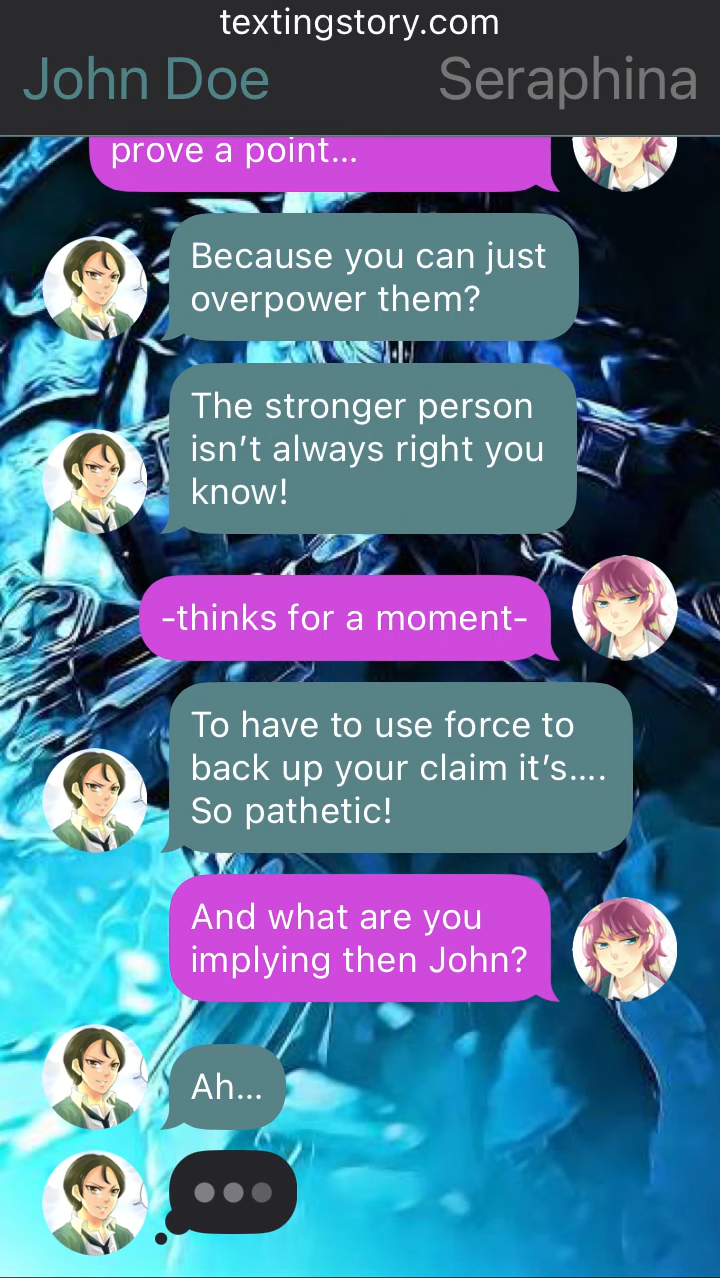 textingstory.com
John Doe
Seraphina
prove a point...
Because you can just
overpower them?
The stronger person
isn’t always right you
know!
-thinks for a moment-
To have to use force to
back up your claim it’s....
So pathetic!
And what are you
implying then John?
Ah...